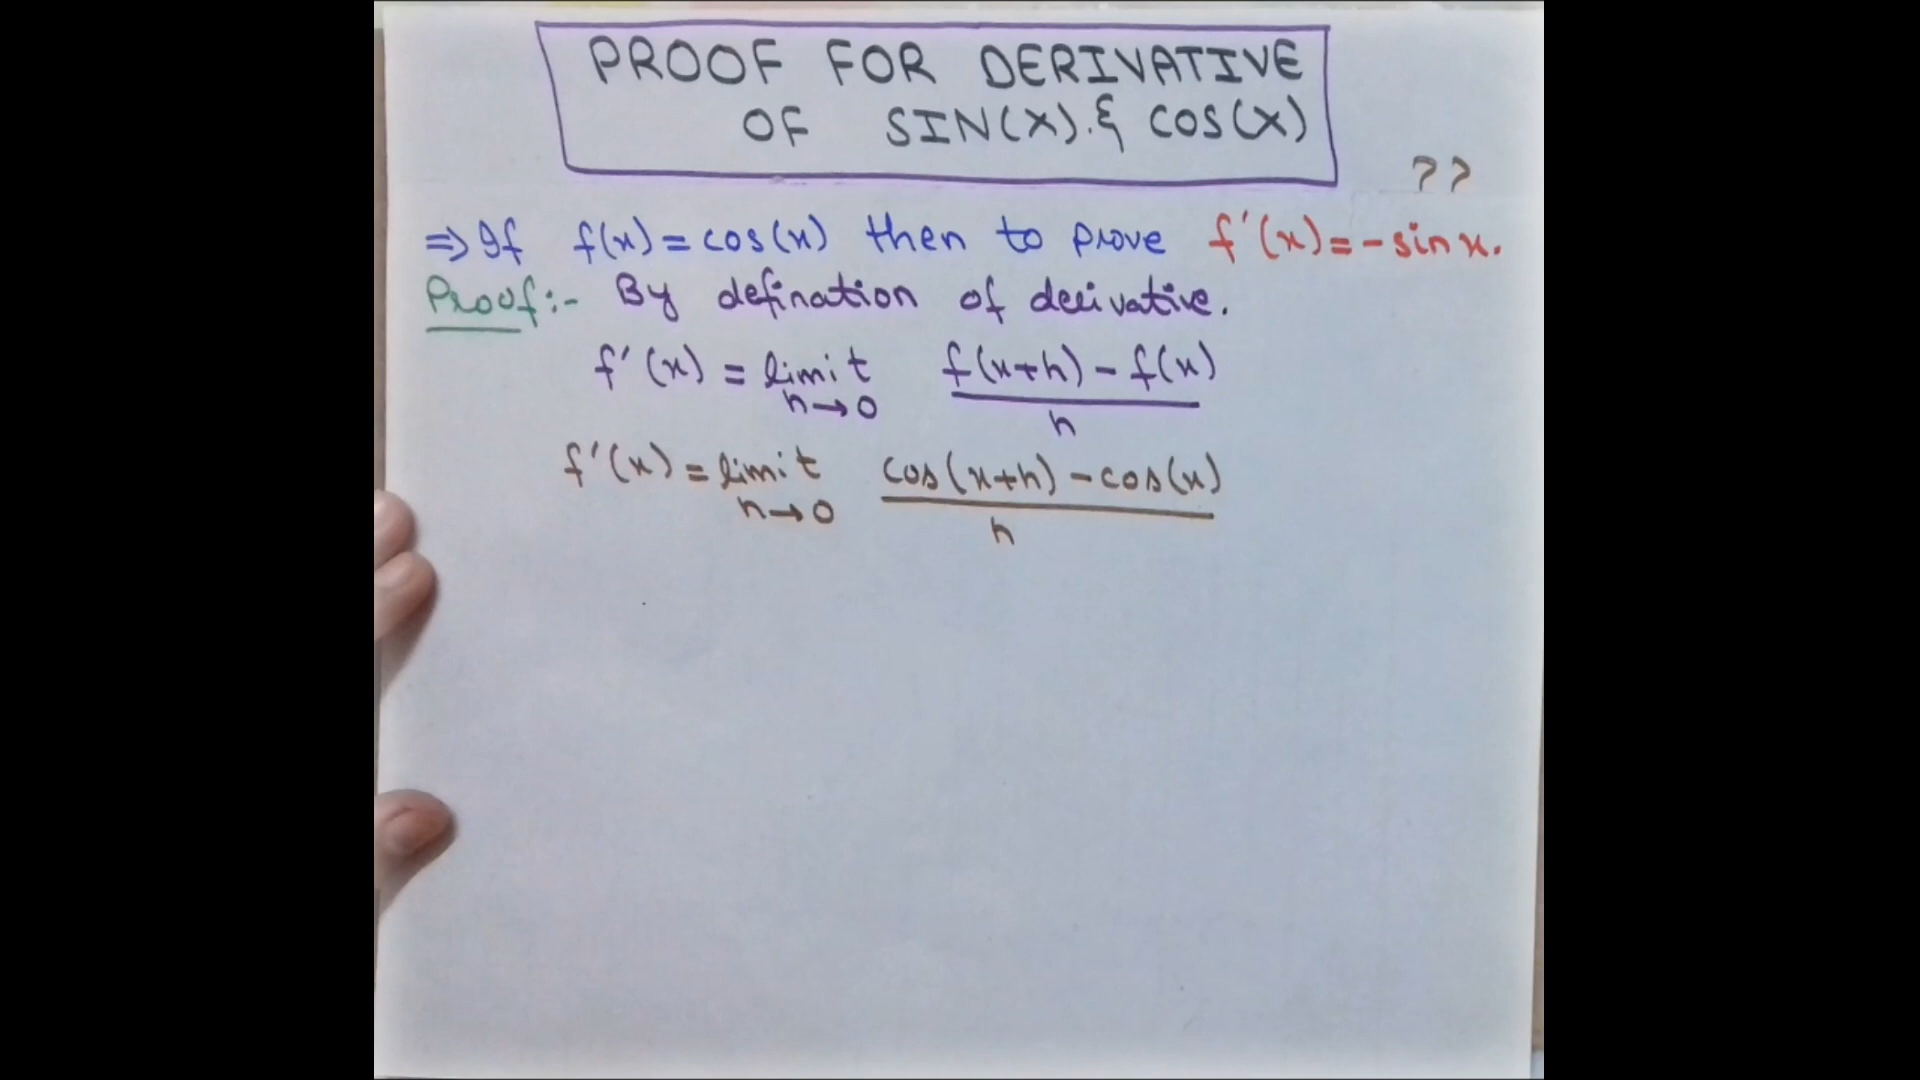 PROOF FOR DERIVATIVE
OF SIN(X).& COS(X)
??
⇒ If f(x) = cos(x) then to prove f'(x) = - sin x.
Proof :- By defination of derivative.
f'(x) = limit h→0 f(x+h) - f(x) / h
f'(x) = limit h→0 cos(x+h) - cos(x) / h